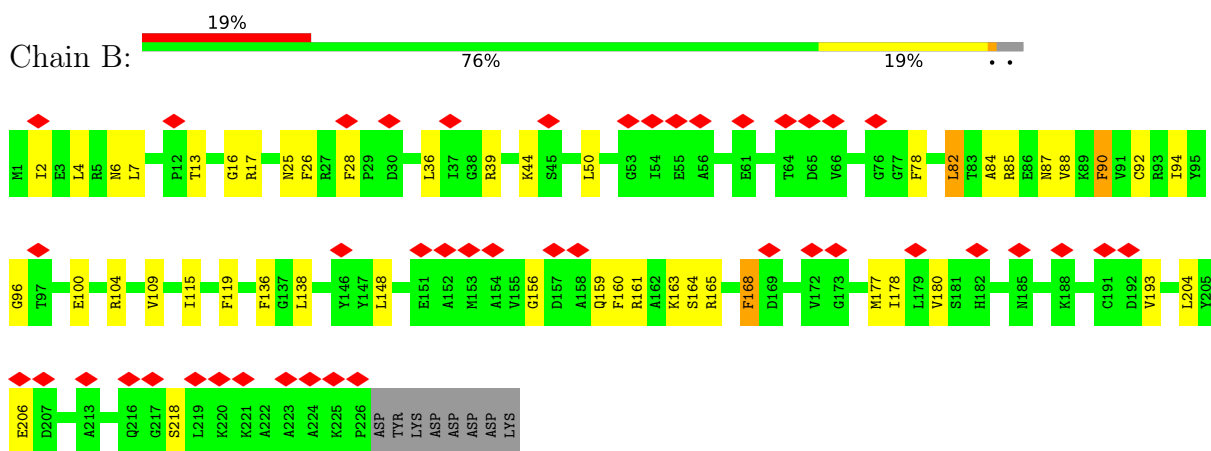 19%
Chain B:
76%
19%
M1 I2 E3 L4 R5 N6 L7 P12 T13 G16 R17 N25 F26 R27 F28 P29 D30 L36 I37 G38 R39 K44 S45 L50 G53 I54 E55 A56 E61 T64 D65 V66 G76 G77 F78 L82 T83 A84 R85 E86 N87 V88 K89 F90 V91 C92 R93 I94 Y95
G96 T97 E100 R104 V109 I115 F119 F136 G137 L138 Y146 Y147 L148 E151 A152 M153 A154 V155 G156 D157 A158 Q159 F160 R161 A162 K163 S164 R165 F168 D169 V172 G173 M177 I178 L179 V180 S181 H182 N185 K188 C191 D192 V193 L204 Y205
E206 D207 A213 Q216 G217 S218 L219 K220 K221 A222 A223 A224 K225 P226 ASP TYR LYS ASP ASP ASP ASP LYS